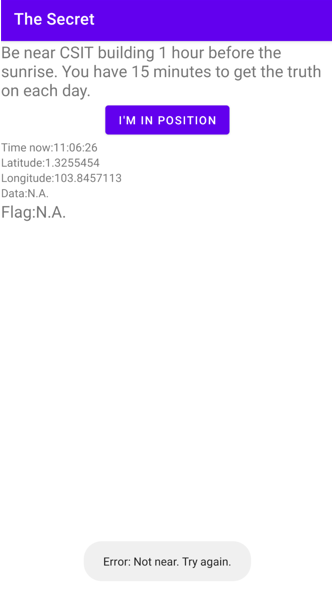 The Secret
Be near CSIT building 1 hour before the
sunrise. You have 15 minutes to get the truth
on each day.
I'M IN POSITION
Time now:11:06:26
Latitude:1.3255454
Longitude:103.8457113
Data:N.A.
Flag:N.A.
Error: Not near. Try again.